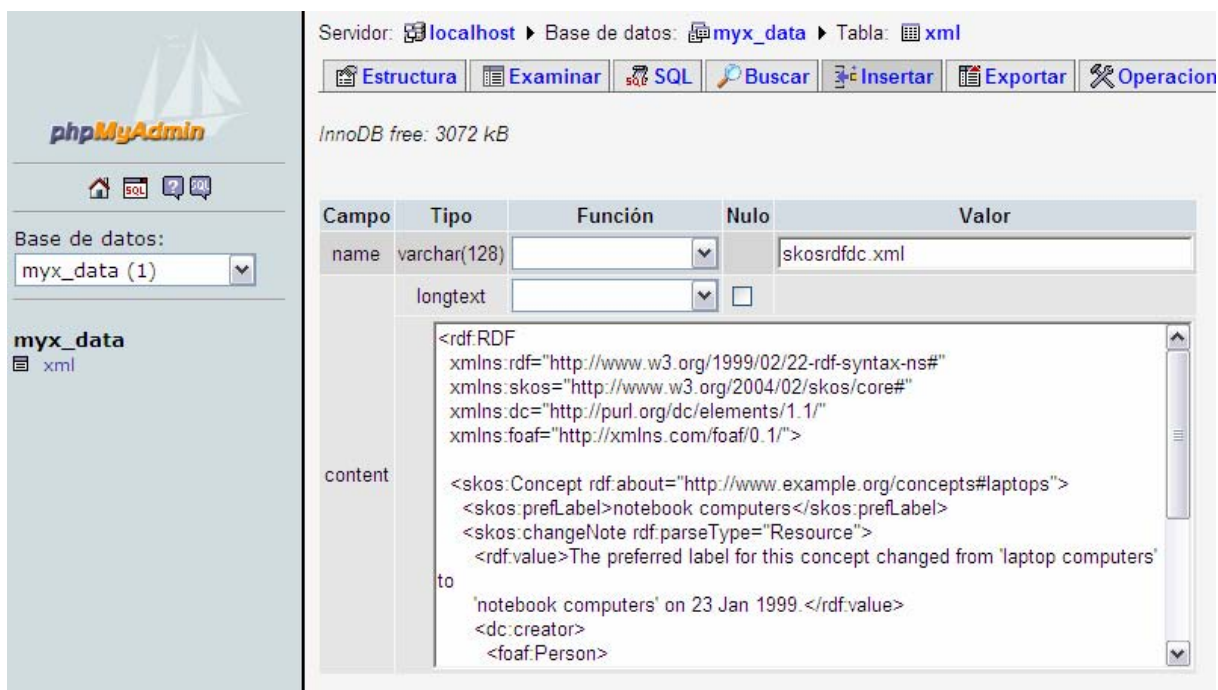 phpMyAdmin
SQL
SQL
Base de datos:
myx_data (1)
myx_data
xml
Servidor: localhost Base de datos: myx_data Tabla: xml
Estructura Examinar SQL Buscar Insertar Exportar Operacion
InnoDB free: 3072 kB
Campo Tipo Función Nulo Valor
name varchar(128) skosrdfdc.xml
longtext
content
<rdf:RDF
xmlns:rdf="http://www.w3.org/1999/02/22-rdf-syntax-ns#"
xmlns:skos="http://www.w3.org/2004/02/skos/core#"
xmlns:dc="http://purl.org/dc/elements/1.1/"
xmlns:foaf="http://xmlns.com/foaf/0.1/">
<skos:Concept rdf:about="http://www.example.org/concepts#laptops">
<skos:prefLabel>notebook computers</skos:prefLabel>
<skos:changeNote rdf:parseType="Resource">
<rdf:value>The preferred label for this concept changed from 'laptop computers'
to
'notebook computers' on 23 Jan 1999.</rdf:value>
<dc:creator>
<foaf:Person>